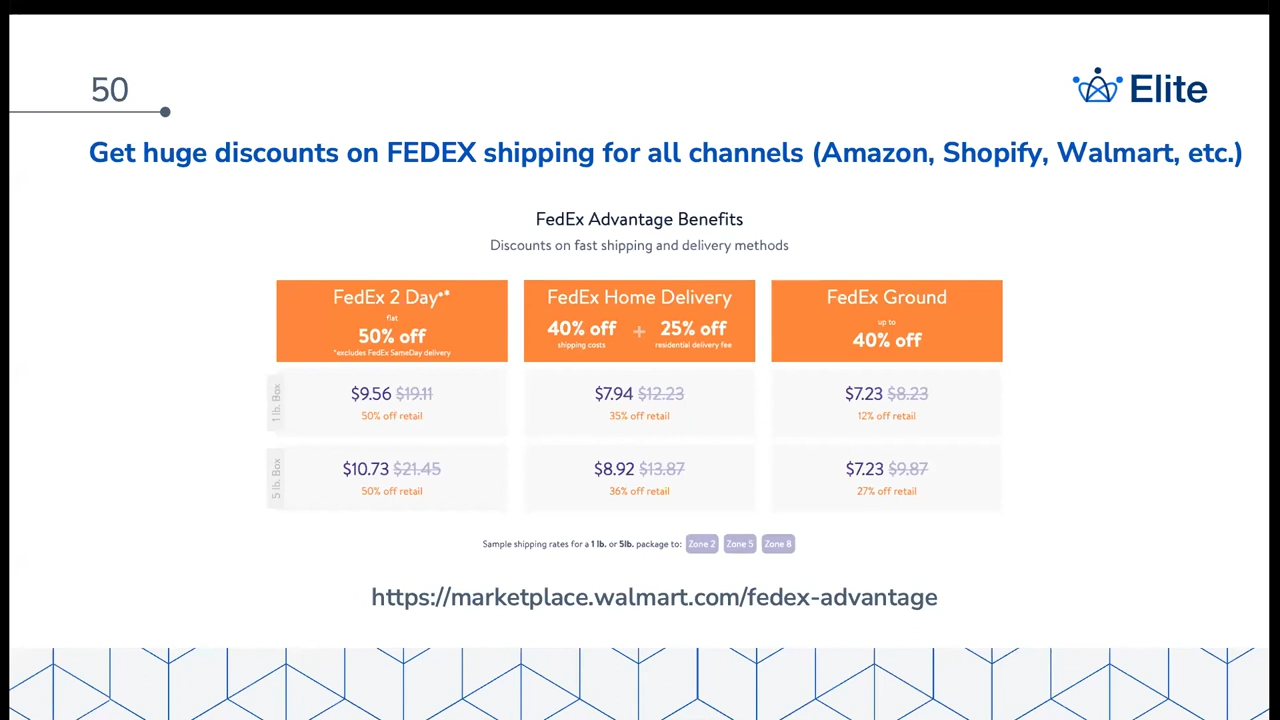 50
Elite
Get huge discounts on FEDEX shipping for all channels (Amazon, Shopify, Walmart, etc.)
FedEx Advantage Benefits
Discounts on fast shipping and delivery methods
FedEx 2 Day**
flat
50% off
*excludes FedEx SameDay delivery
FedEx Home Delivery
40% off + 25% off
shipping costs residential delivery fee
FedEx Ground
up to
40% off
1 lb. Box
$9.56 $19.11
50% off retail
$7.94 $12.23
35% off retail
$7.23 $8.23
12% off retail
5 lb. Box
$10.73 $21.45
50% off retail
$8.92 $13.87
36% off retail
$7.23 $9.87
27% off retail
Sample shipping rates for a 1 lb. or 5lb. package to: Zone 2 Zone 5 Zone 8
https://marketplace.walmart.com/fedex-advantage